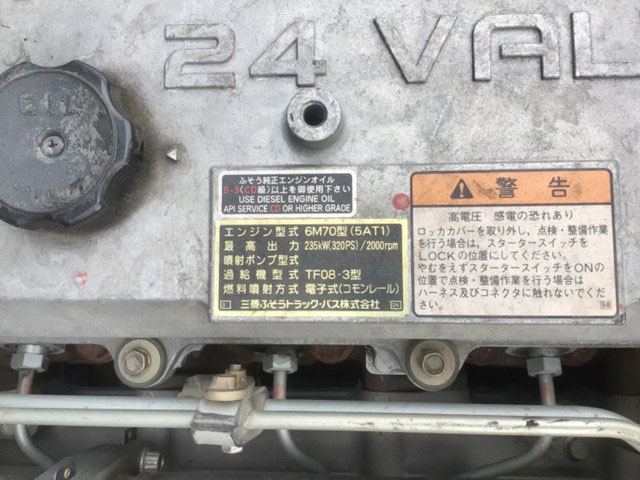 24 VAL
OIL
ふそう純正エンジンオイル
S-3(CD級)以上を御使用下さい
USE DIESEL ENGINE OIL
API SERVICE CD OR HIGHER GRADE
エンジン型式 6M70型(5AT1)
最高出力 235kW(320PS)/2000rpm
噴射ポンプ型式
過給機型式 TF08-3型
燃料噴射方式 電子式(コモンレール)
三菱ふそうトラック・バス株式会社
警告
高電圧 感電の恐れあり
ロッカカバーを取り外し、点検・整備作業
を行う場合は、スタータースイッチを
LOCKの位置にしてください。
やむをえずスタータースイッチをONの
位置で点検・整備作業を行う場合は
ハーネス及びコネクタに触れないでくだ
さい。